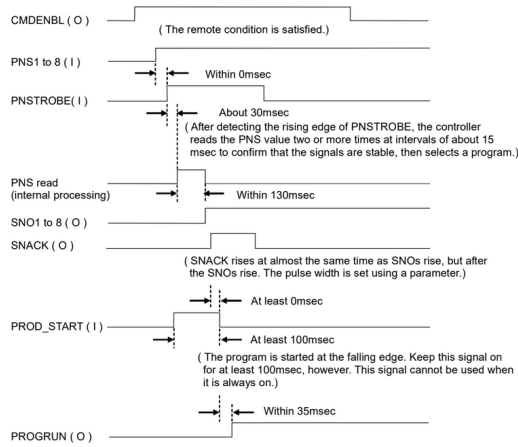 CMDENBL ( O )
( The remote condition is satisfied.)
PNS1 to 8 ( I )
Within 0msec
PNSTROBE( I )
About 30msec
( After detecting the rising edge of PNSTROBE, the controller
reads the PNS value two or more times at intervals of about 15
msec to confirm that the signals are stable, then selects a program.)
PNS read
(internal processing)
Within 130msec
SNO1 to 8 ( O )
SNACK ( O )
( SNACK rises at almost the same time as SNOs rise, but after
the SNOs rise. The pulse width is set using a parameter.)
At least 0msec
PROD_START ( I )
At least 100msec
( The program is started at the falling edge. Keep this signal on
for at least 100msec, however. This signal cannot be used when
it is always on.)
Within 35msec
PROGRUN ( O )